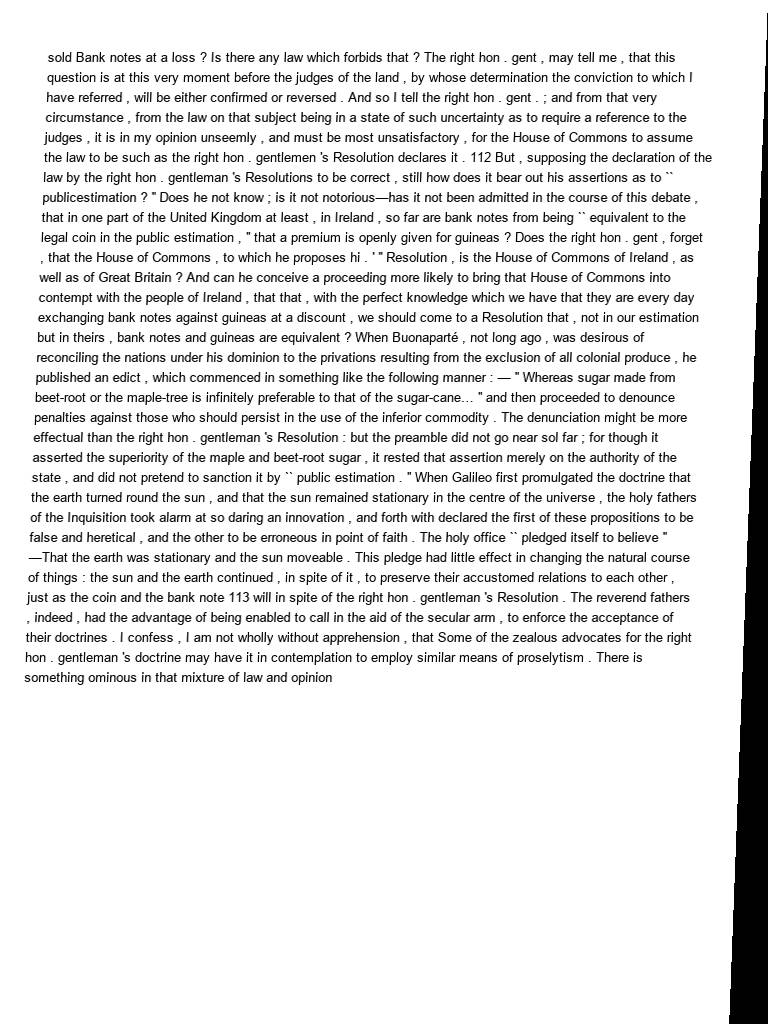 sold Bank notes at a loss ? Is there any law which forbids that ? The right hon . gent , may tell me , that this
question is at this very moment before the judges of the land , by whose determination the conviction to which I
have referred , will be either confirmed or reversed . And so I tell the right hon . gent . ; and from that very
circumstance , from the law on that subject being in a state of such uncertainty as to require a reference to the
judges , it is in my opinion unseemly , and must be most unsatisfactory , for the House of Commons to assume
the law to be such as the right hon . gentlemen 's Resolution declares it . 112 But , supposing the declaration of the
law by the right hon . gentleman 's Resolutions to be correct , still how does it bear out his assertions as to ``
publicestimation ? " Does he not know ; is it not notorious—has it not been admitted in the course of this debate ,
that in one part of the United Kingdom at least , in Ireland , so far are bank notes from being `` equivalent to the
legal coin in the public estimation , " that a premium is openly given for guineas ? Does the right hon . gent , forget
, that the House of Commons , to which he proposes hi . ' " Resolution , is the House of Commons of Ireland , as
well as of Great Britain ? And can he conceive a proceeding more likely to bring that House of Commons into
contempt with the people of Ireland , that that , with the perfect knowledge which we have that they are every day
exchanging bank notes against guineas at a discount , we should come to a Resolution that , not in our estimation
but in theirs , bank notes and guineas are equivalent ? When Buonaparté , not long ago , was desirous of
reconciling the nations under his dominion to the privations resulting from the exclusion of all colonial produce , he
published an edict , which commenced in something like the following manner : — " Whereas sugar made from
beet-root or the maple-tree is infinitely preferable to that of the sugar-cane… " and then proceeded to denounce
penalties against those who should persist in the use of the inferior commodity . The denunciation might be more
effectual than the right hon . gentleman 's Resolution : but the preamble did not go near sol far ; for though it
asserted the superiority of the maple and beet-root sugar , it rested that assertion merely on the authority of the
state , and did not pretend to sanction it by `` public estimation . " When Galileo first promulgated the doctrine that
the earth turned round the sun , and that the sun remained stationary in the centre of the universe , the holy fathers
of the Inquisition took alarm at so daring an innovation , and forth with declared the first of these propositions to be
false and heretical , and the other to be erroneous in point of faith . The holy office `` pledged itself to believe "
—That the earth was stationary and the sun moveable . This pledge had little effect in changing the natural course
of things : the sun and the earth continued , in spite of it , to preserve their accustomed relations to each other ,
just as the coin and the bank note 113 will in spite of the right hon . gentleman 's Resolution . The reverend fathers
, indeed , had the advantage of being enabled to call in the aid of the secular arm , to enforce the acceptance of
their doctrines . I confess , I am not wholly without apprehension , that Some of the zealous advocates for the right
hon . gentleman 's doctrine may have it in contemplation to employ similar means of proselytism . There is
something ominous in that mixture of law and opinion